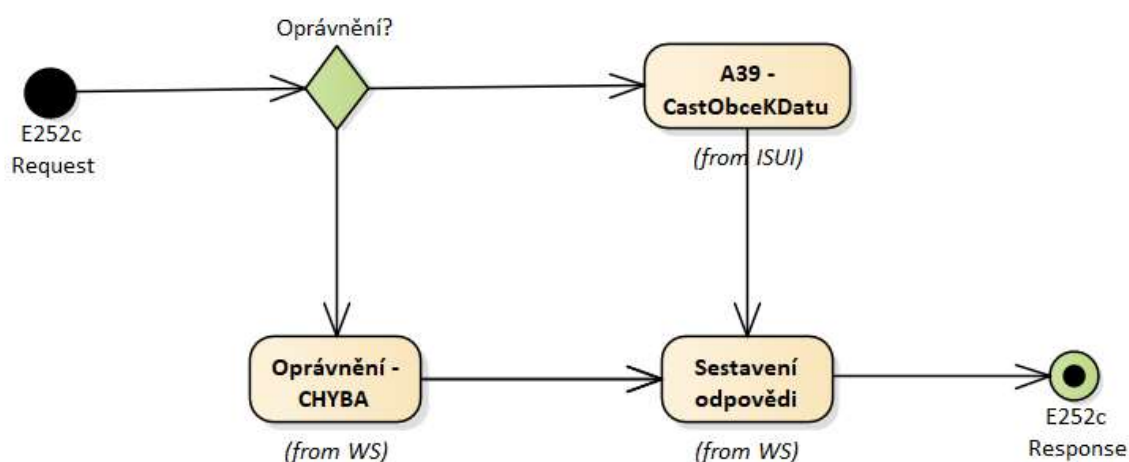 Oprávnění?
E252c
Request
A39 -
CastObceKDatu
(from ISUI)
Oprávnění -
CHYBA
(from WS)
Sestavení
odpovědi
(from WS)
E252c
Response